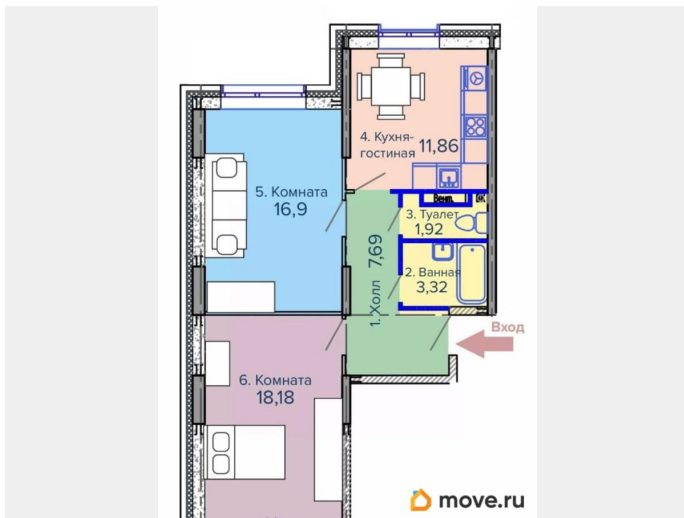 4. Кухня-
гостиная 11,86
5. Комната
16,9
Вент.
3. Туалет
1,92
7,69
2. Ванная
3,32
1. Холл
Вход
6. Комната
18,18
move.ru